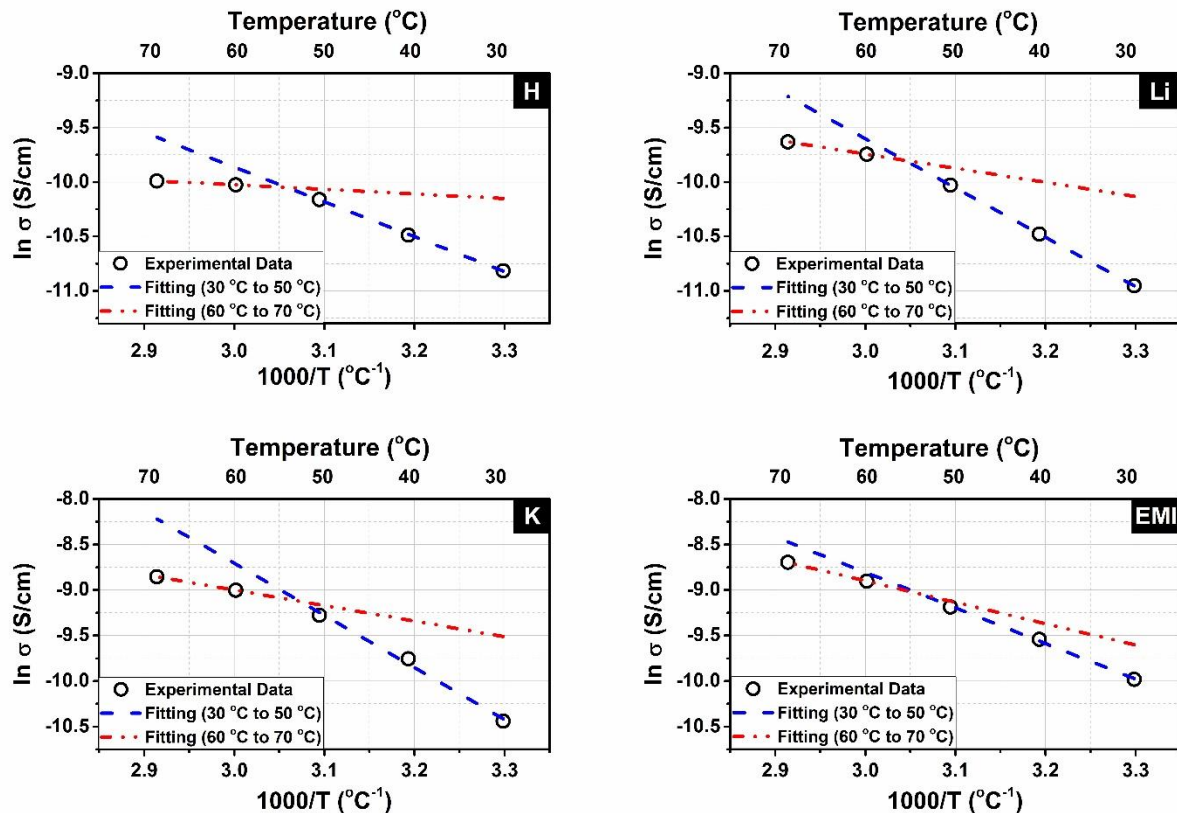 Temperature (°C)
70 60 50 40 30
-9.0
-9.5
-10.0
-10.5
-11.0
ln σ (S/cm)
H
Experimental Data
Fitting (30 °C to 50 °C)
Fitting (60 °C to 70 °C)
2.9 3.0 3.1 3.2 3.3
1000/T (°C⁻¹)
Temperature (°C)
70 60 50 40 30
-9.0
-9.5
-10.0
-10.5
-11.0
ln σ (S/cm)
Li
Experimental Data
Fitting (30 °C to 50 °C)
Fitting (60 °C to 70 °C)
2.9 3.0 3.1 3.2 3.3
1000/T (°C⁻¹)
Temperature (°C)
70 60 50 40 30
-8.0
-8.5
-9.0
-9.5
-10.0
-10.5
ln σ (S/cm)
K
Experimental Data
Fitting (30 °C to 50 °C)
Fitting (60 °C to 70 °C)
2.9 3.0 3.1 3.2 3.3
1000/T (°C⁻¹)
Temperature (°C)
70 60 50 40 30
-8.0
-8.5
-9.0
-9.5
-10.0
-10.5
ln σ (S/cm)
EMI
Experimental Data
Fitting (30 °C to 50 °C)
Fitting (60 °C to 70 °C)
2.9 3.0 3.1 3.2 3.3
1000/T (°C⁻¹)